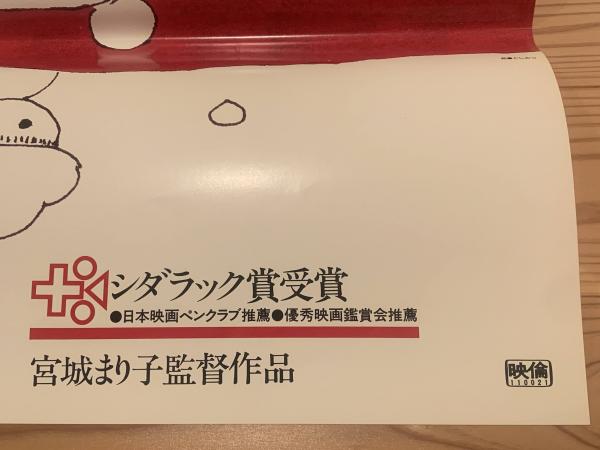 シダラック賞受賞
●日本映画ペンクラブ推薦●優秀映画鑑賞会推薦
宮城まり子監督作品
映倫
110021